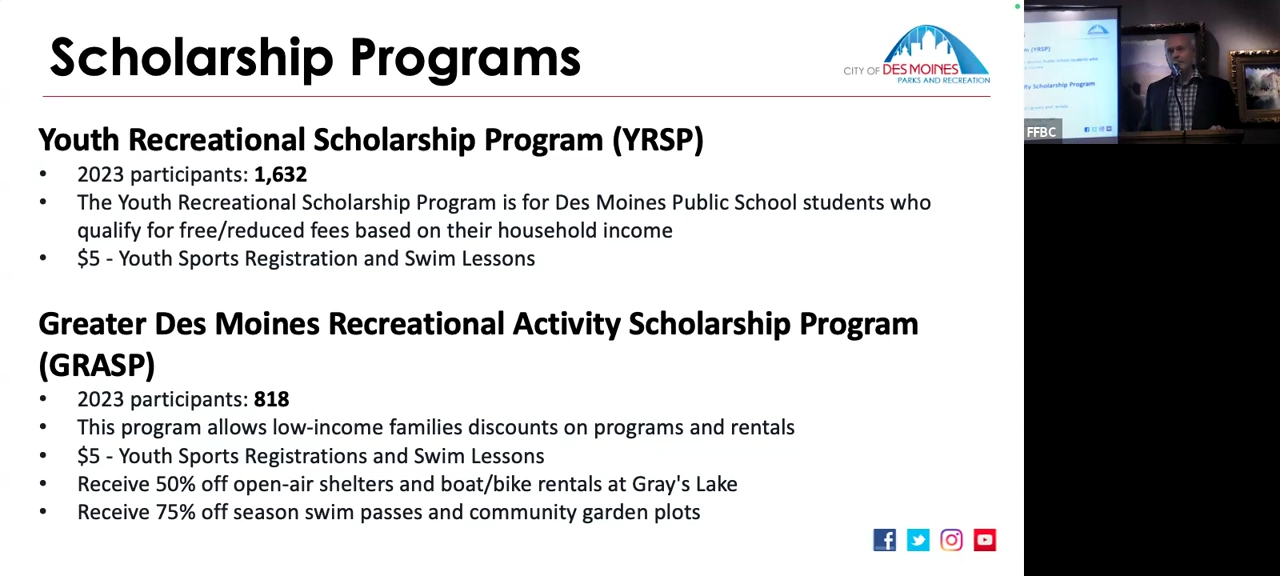 Scholarship Programs
CITY OF DES MOINES
PARKS AND RECREATION
Youth Recreational Scholarship Program (YRSP)
• 2023 participants: 1,632
• The Youth Recreational Scholarship Program is for Des Moines Public School students who
qualify for free/reduced fees based on their household income
• $5 - Youth Sports Registration and Swim Lessons
Greater Des Moines Recreational Activity Scholarship Program
(GRASP)
• 2023 participants: 818
• This program allows low-income families discounts on programs and rentals
• $5 - Youth Sports Registrations and Swim Lessons
• Receive 50% off open-air shelters and boat/bike rentals at Gray's Lake
• Receive 75% off season swim passes and community garden plots
(YRSP)
Scholarship Program
FFBC